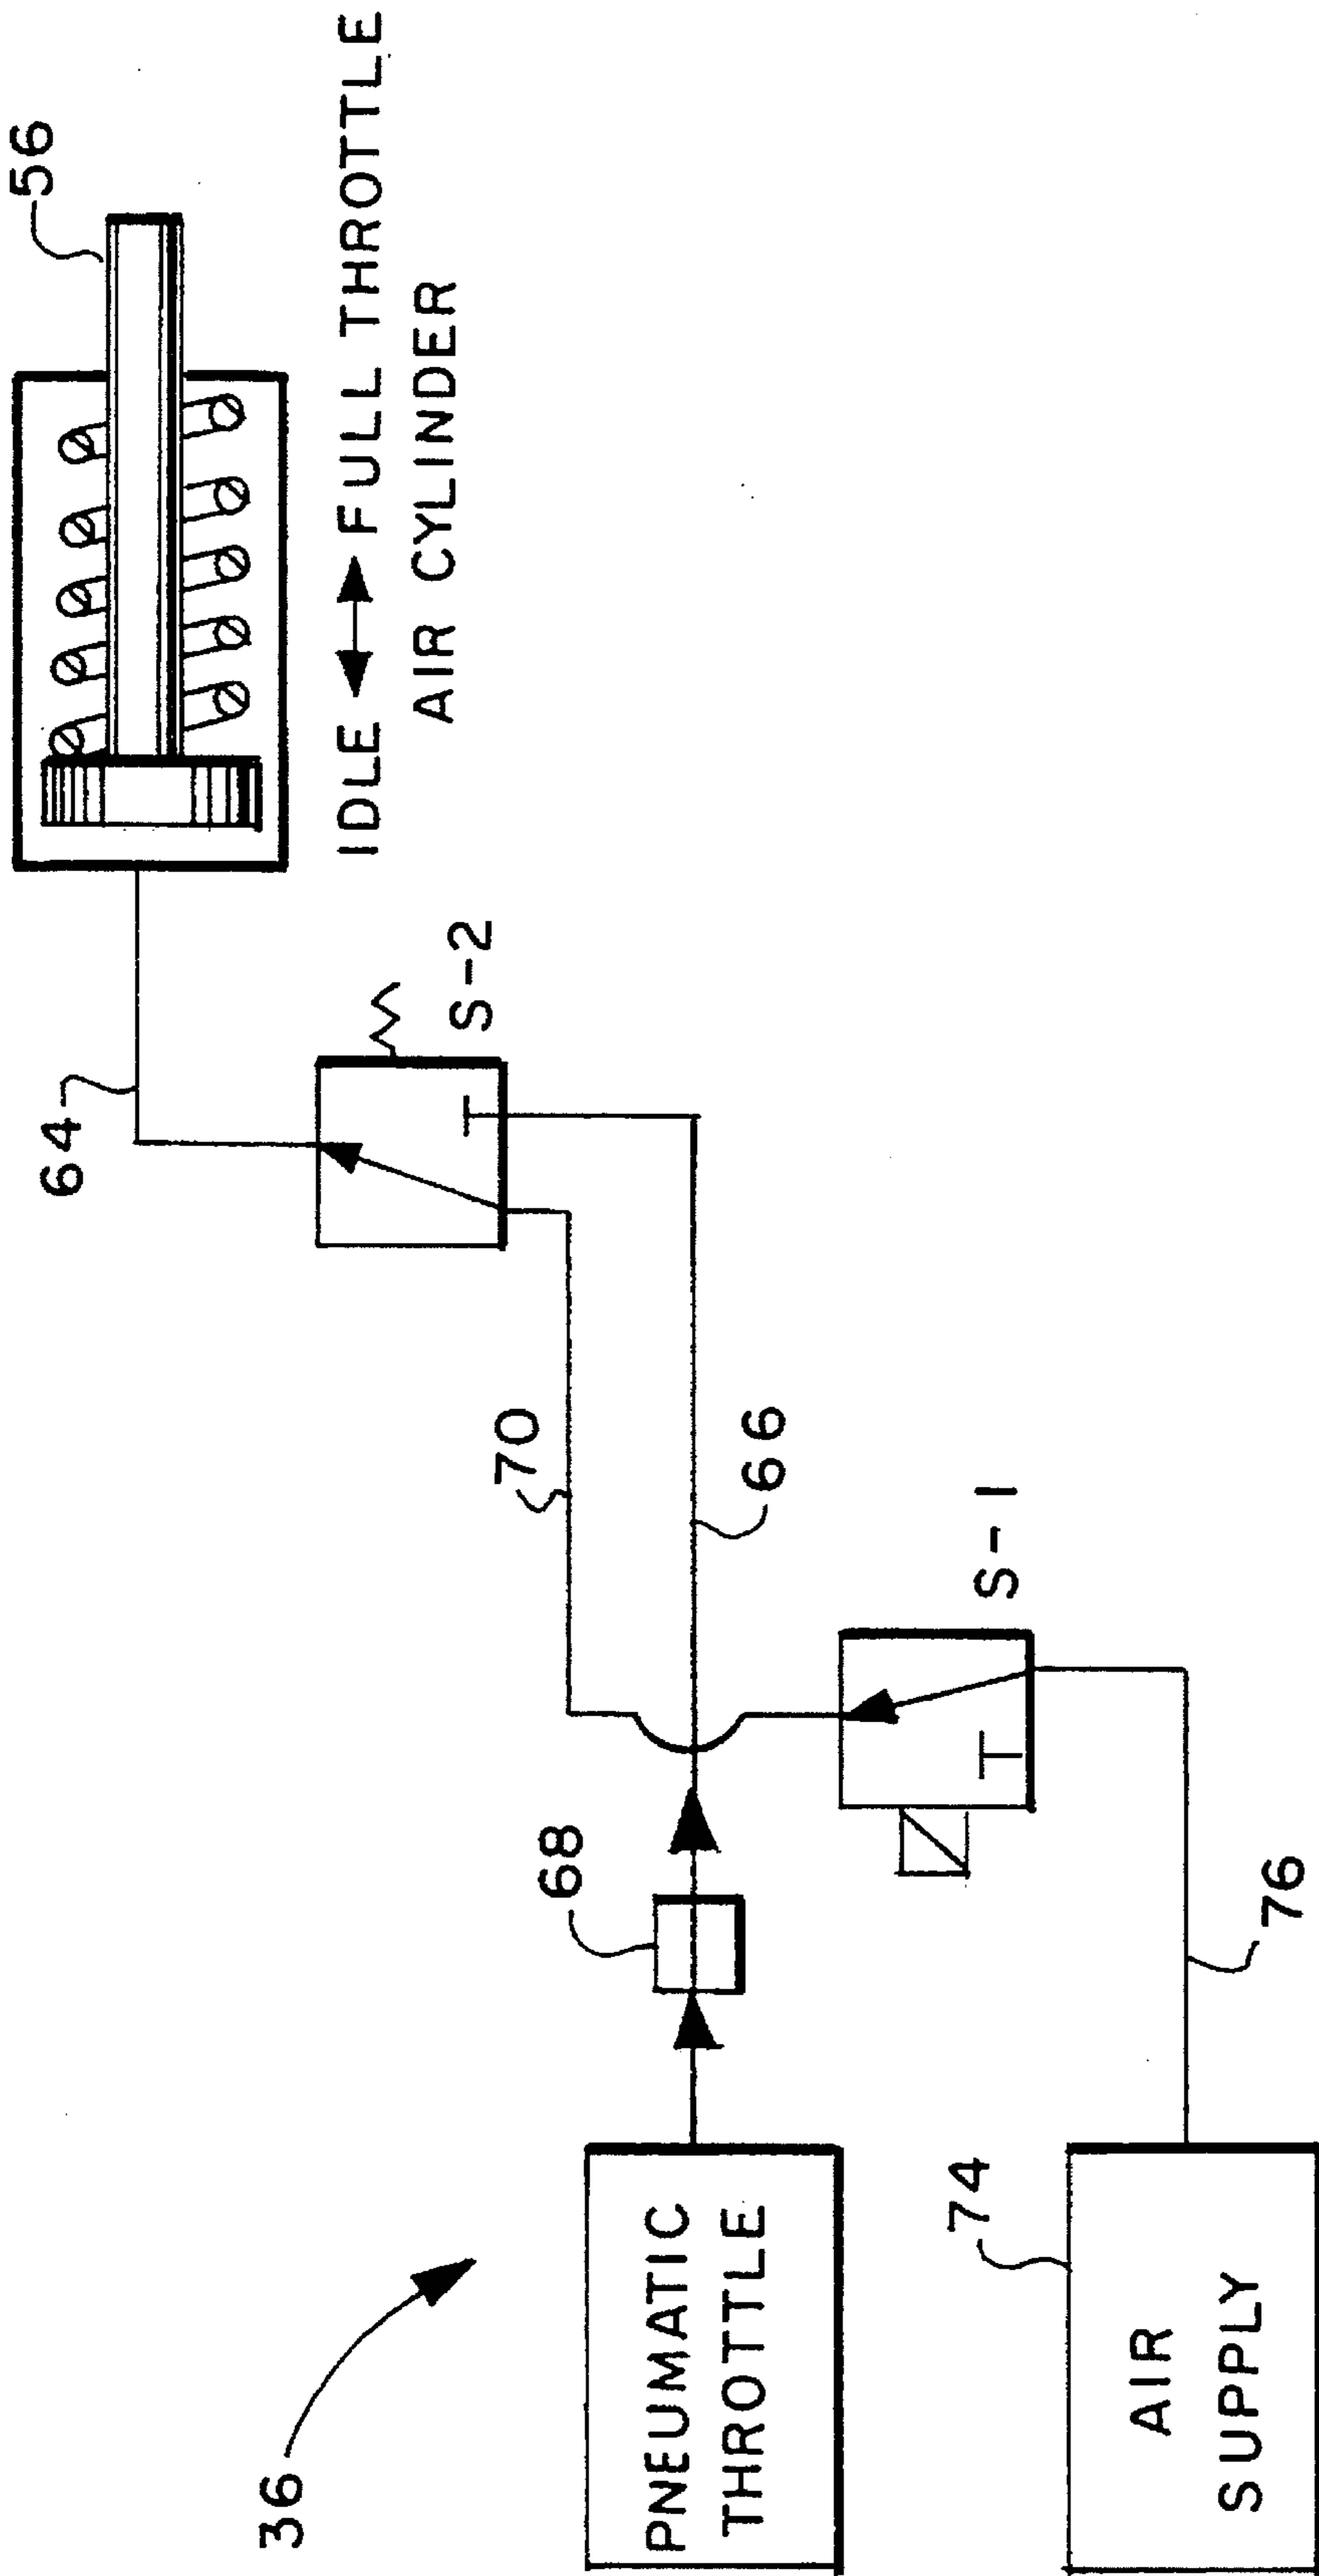 36
PNEUMATIC
THROTTLE
68
70
66
64
S-2
56
IDLE ↔ FULL THROTTLE
AIR CYLINDER
74
AIR
SUPPLY
76
S-1
T
T